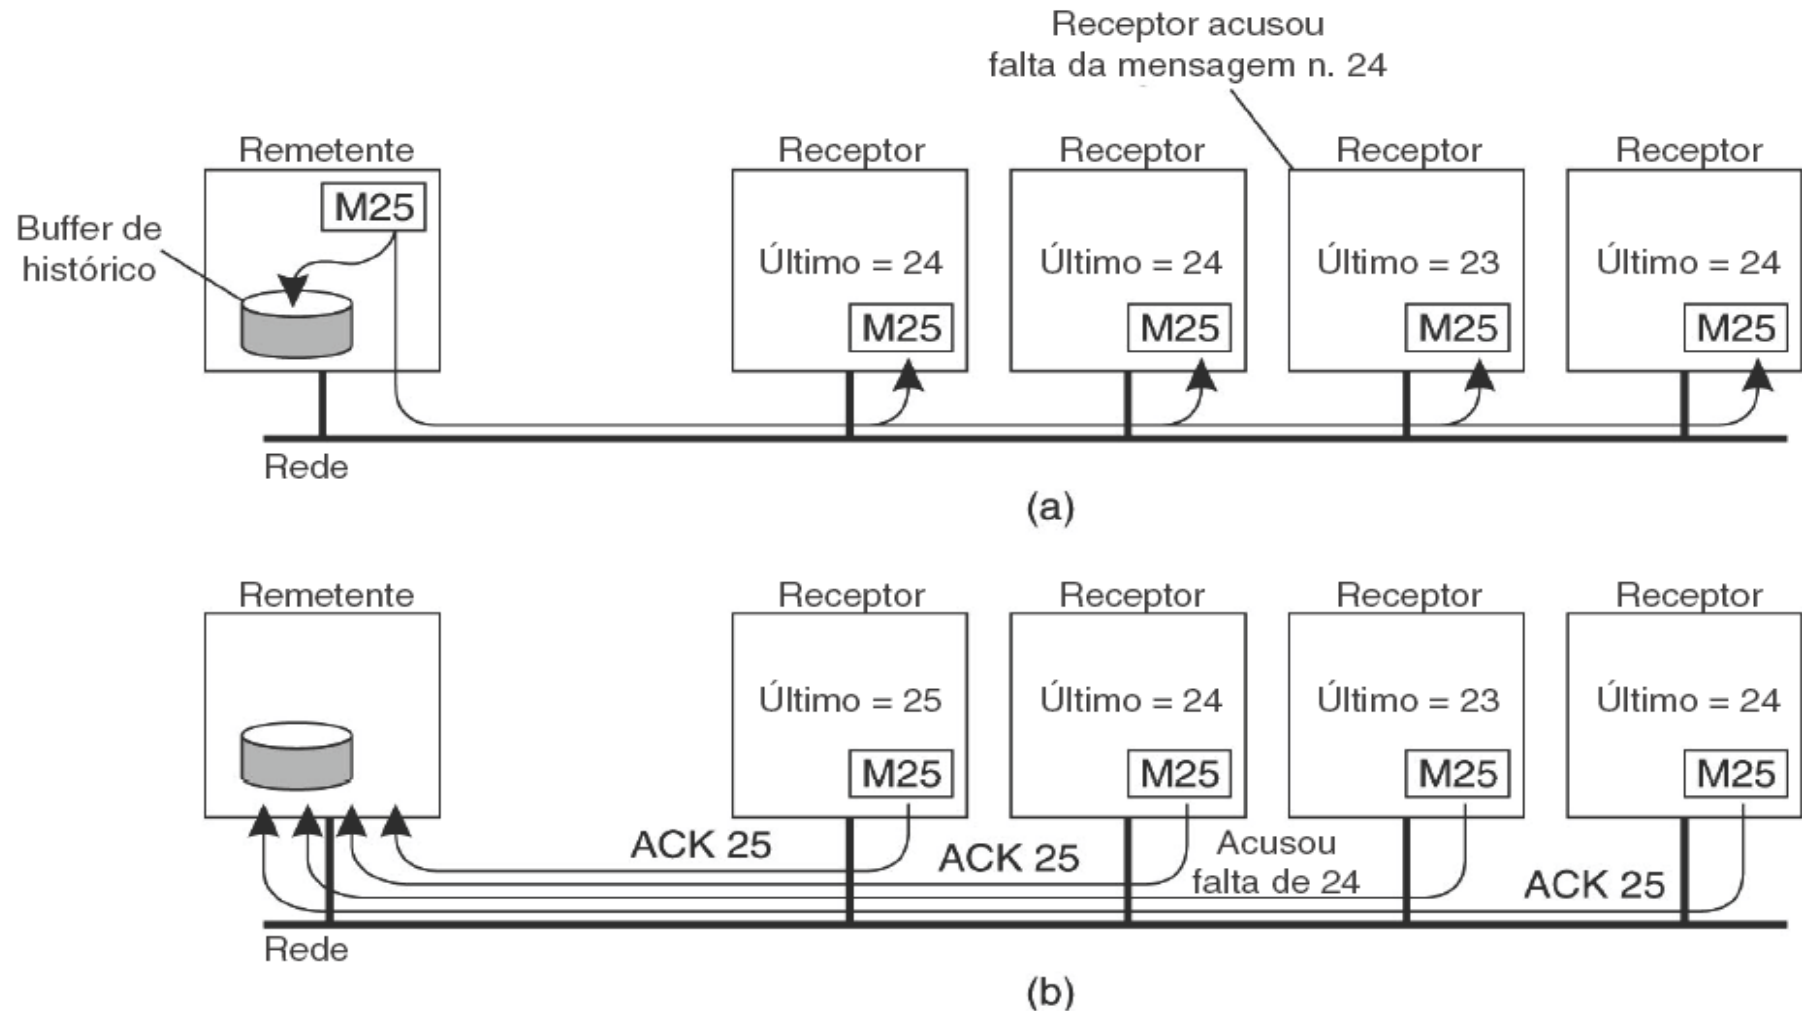 Receptor acusou
falta da mensagem n. 24
Remetente
Receptor
Receptor
Receptor
Receptor
M25
Buffer de
histórico
Último = 24
Último = 24
Último = 23
Último = 24
M25
M25
M25
M25
Rede
(a)
Remetente
Receptor
Receptor
Receptor
Receptor
Último = 25
Último = 24
Último = 23
Último = 24
M25
M25
M25
M25
ACK 25
ACK 25
Acusou
falta de 24
ACK 25
Rede
(b)